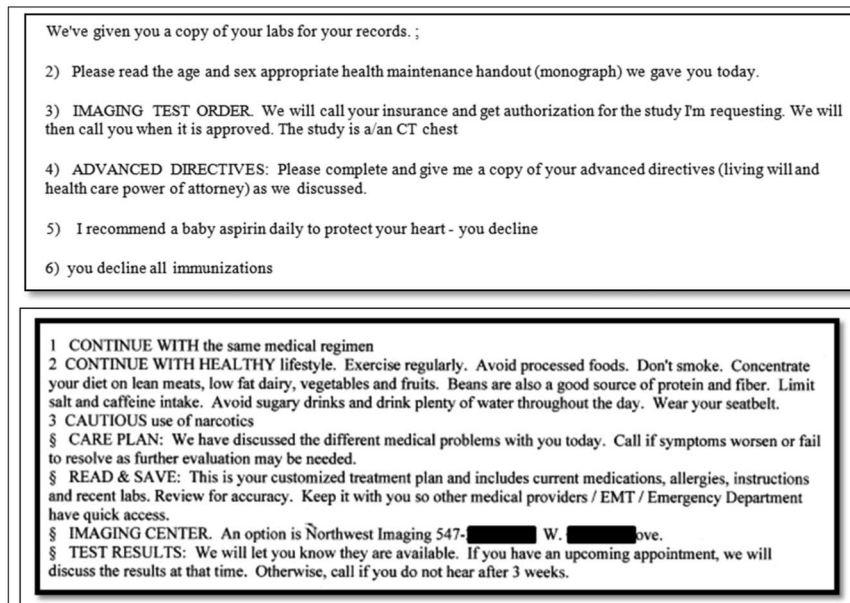 We've given you a copy of your labs for your records. ;
2) Please read the age and sex appropriate health maintenance handout (monograph) we gave you today.
3) IMAGING TEST ORDER. We will call your insurance and get authorization for the study I'm requesting. We will
then call you when it is approved. The study is a/an CT chest
4) ADVANCED DIRECTIVES: Please complete and give me a copy of your advanced directives (living will and
health care power of attorney) as we discussed.
5) I recommend a baby aspirin daily to protect your heart - you decline
6) you decline all immunizations
1 CONTINUE WITH the same medical regimen
2 CONTINUE WITH HEALTHY lifestyle. Exercise regularly. Avoid processed foods. Don't smoke. Concentrate
your diet on lean meats, low fat dairy, vegetables and fruits. Beans are also a good source of protein and fiber. Limit
salt and caffeine intake. Avoid sugary drinks and drink plenty of water throughout the day. Wear your seatbelt.
3 CAUTIOUS use of narcotics
§ CARE PLAN: We have discussed the different medical problems with you today. Call if symptoms worsen or fail
to resolve as further evaluation may be needed.
§ READ & SAVE: This is your customized treatment plan and includes current medications, allergies, instructions
and recent labs. Review for accuracy. Keep it with you so other medical providers / EMT / Emergency Department
have quick access.
§ IMAGING CENTER. An option is Northwest Imaging 547- W. ove.
§ TEST RESULTS: We will let you know they are available. If you have an upcoming appointment, we will
discuss the results at that time. Otherwise, call if you do not hear after 3 weeks.